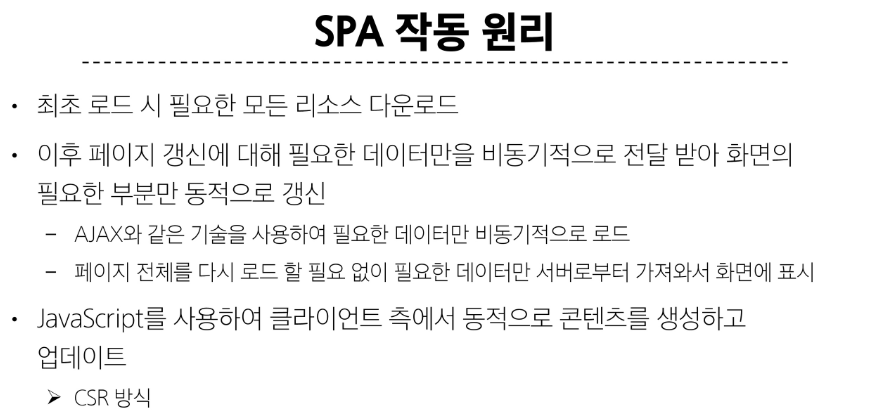 SPA 작동 원리
• 최초 로드 시 필요한 모든 리소스 다운로드
• 이후 페이지 갱신에 대해 필요한 데이터만을 비동기적으로 전달 받아 화면의
필요한 부분만 동적으로 갱신
– AJAX와 같은 기술을 사용하여 필요한 데이터만 비동기적으로 로드
– 페이지 전체를 다시 로드 할 필요 없이 필요한 데이터만 서버로부터 가져와서 화면에 표시
• JavaScript를 사용하여 클라이언트 측에서 동적으로 콘텐츠를 생성하고
업데이트
➢ CSR 방식